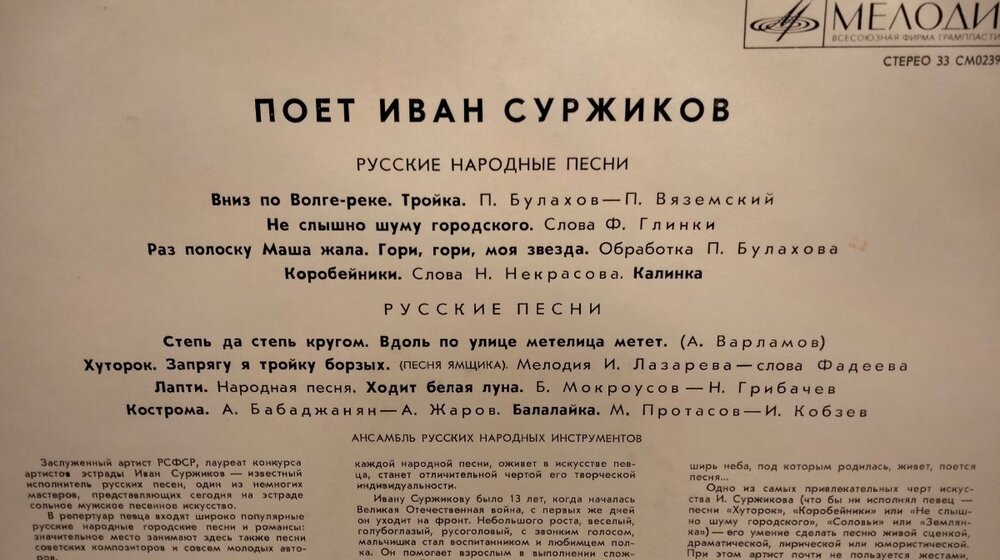 МЕЛОДИ
ВСЕСОЮЗНАЯ ФИРМА ГРАМПЛАСТИ
СТЕРЕО 33 СМ0239
ПОЕТ ИВАН СУРЖИКОВ
РУССКИЕ НАРОДНЫЕ ПЕСНИ
Вниз по Волге-реке. Тройка. П. Булахов—П. Вяземский
Не слышно шуму городского. Слова Ф. Глинки
Раз полоску Маша жала. Гори, гори, моя звезда. Обработка П. Булахова
Коробейники. Слова Н. Некрасова. Калинка
РУССКИЕ ПЕСНИ
Степь да степь кругом. Вдоль по улице метелица метет. (А. Варламов)
Хуторок. Запрягу я тройку борзых. (ПЕСНЯ ЯМЩИКА). Мелодия И. Лазарева—слова Фадеева
Лапти. Народная песня. Ходит белая луна. Б. Мокроусов—Н. Грибачев
Кострома. А. Бабаджанян—А. Жаров. Балалайка. М. Протасов—И. Кобзев
АНСАМБЛЬ РУССКИХ НАРОДНЫХ ИНСТРУМЕНТОВ
Заслуженный артист РСФСР, лауреат конкурса
артистов эстрады Иван Суржиков — известный
исполнитель русских песен, один из немногих
мастеров, представляющих сегодня на эстраде
сольное мужское песенное искусство.
В репертуар певца входят широко популярные
русские народные городские песни и романсы:
значительное место занимают здесь также песни
советских композиторов и совсем молодых авто-
ров.
каждой народной песни, оживет в искусстве пев-
ца, станет отличительной чертой его творческой
индивидуальности.
Ивану Суржикову было 13 лет, когда началась
Великая Отечественная война, с первых же дней
он уходит на фронт. Небольшого роста, веселый,
голубоглазый, русоголовый, с звонким голосом,
мальчишка стал воспитанником и любимцем пол-
ка. Он помогает взрослым в выполнении слож-
ширь неба, под которым родилась, живет, поется
песня...
Одно из самых привлекательных черт искус-
ства И. Суржикова (что бы ни исполнял певец —
песни «Хуторок», «Коробейники» или «Не слыш-
но шуму городского», «Соловьи» или «Землян-
ка») — его умение сделать песню живой сценкой,
драматической, лирической или юмористической.
При этом артист почти не пользуется жестами,